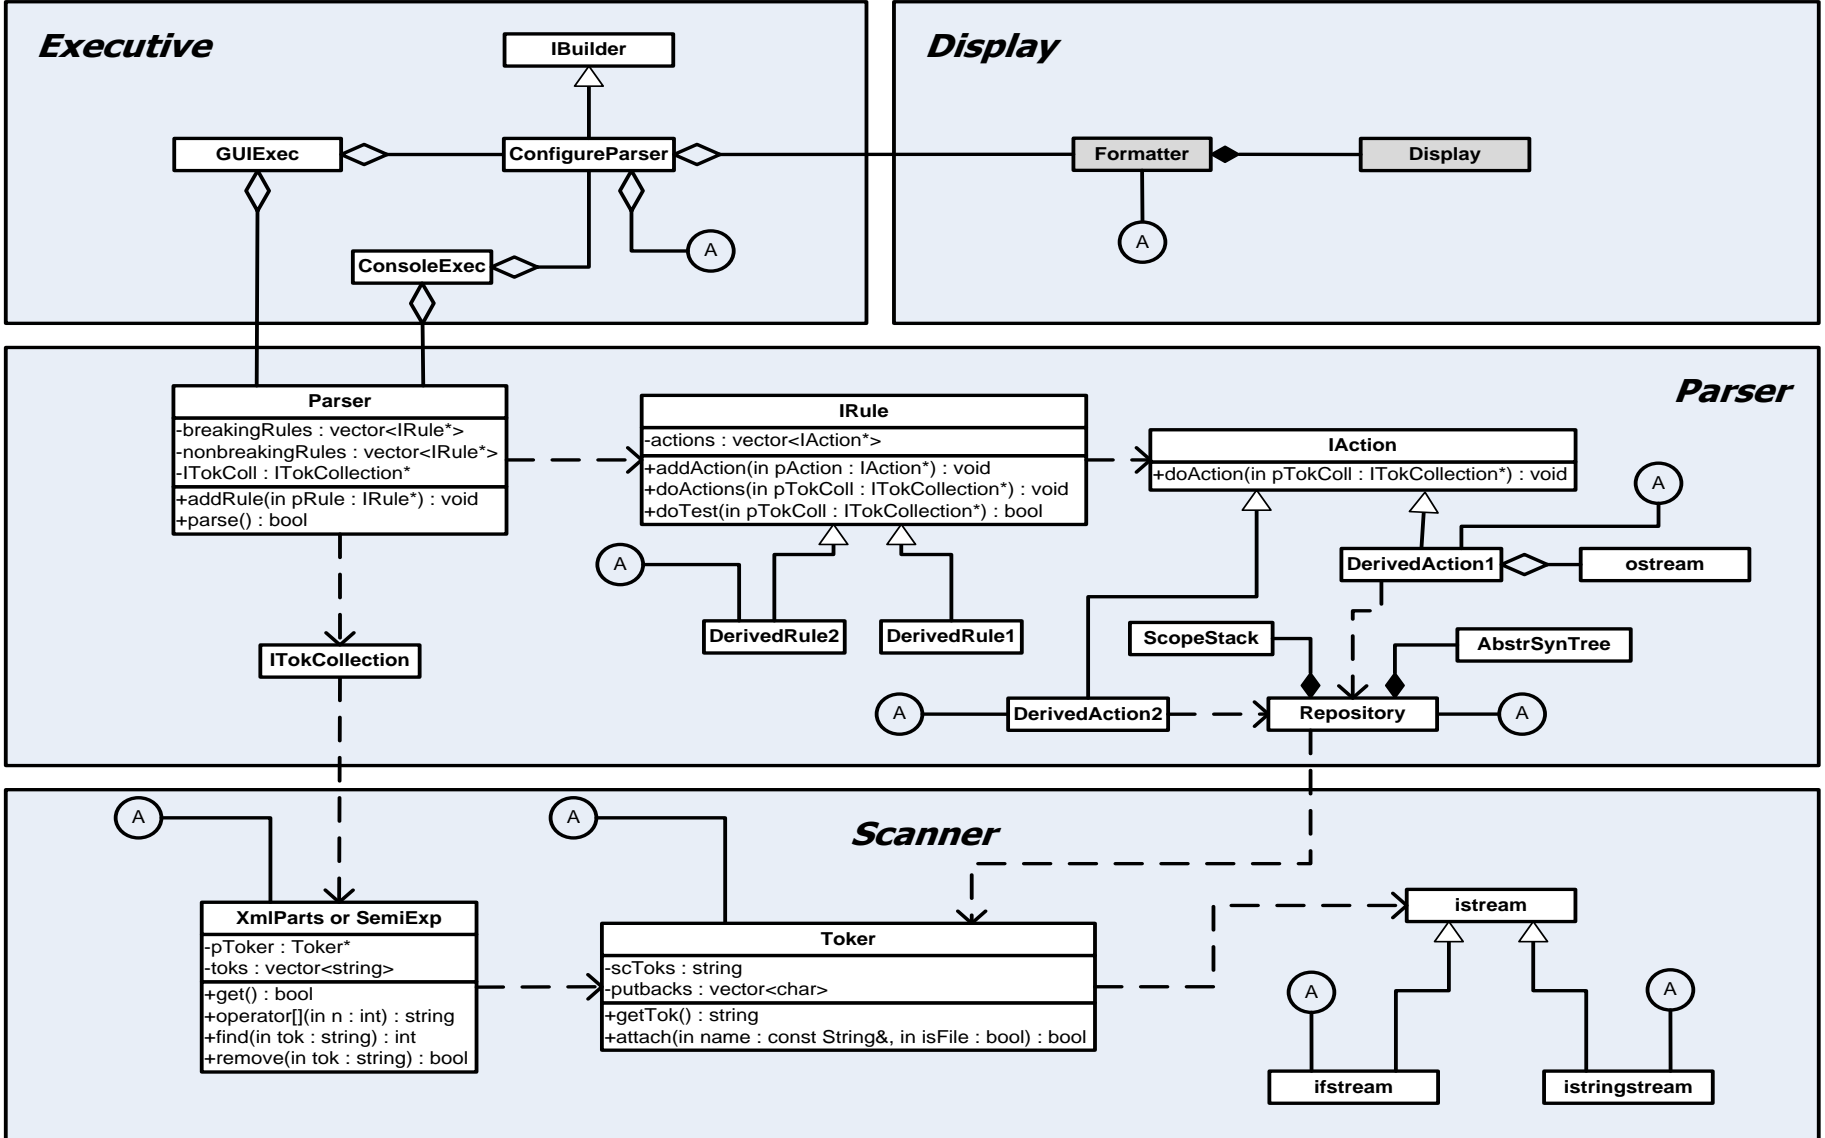 Executive
IBuilder
GUIExec
ConfigureParser
A
ConsoleExec
Display
Formatter
Display
A
Parser
Parser
-breakingRules : vector<IRule*>
-nonbreakingRules : vector<IRule*>
-ITokColl : ITokCollection*
+addRule(in pRule : IRule*) : void
+parse() : bool
IRule
-actions : vector<IAction*>
+addAction(in pAction : IAction*) : void
+doActions(in pTokColl : ITokCollection*) : void
+doTest(in pTokColl : ITokCollection*) : bool
IAction
+doAction(in pTokColl : ITokCollection*) : void
A
A
DerivedAction1
ostream
DerivedRule2
DerivedRule1
ScopeStack
AbstrSynTree
ITokCollection
A
DerivedAction2
Repository
A
Scanner
A
A
XmlParts or SemiExp
-pToker : Toker*
-toks : vector<string>
+get() : bool
+operator[](in n : int) : string
+find(in tok : string) : int
+remove(in tok : string) : bool
Toker
-scToks : string
-putbacks : vector<char>
+getTok() : string
+attach(in name : const String&, in isFile : bool) : bool
istream
A
A
ifstream
istringstream